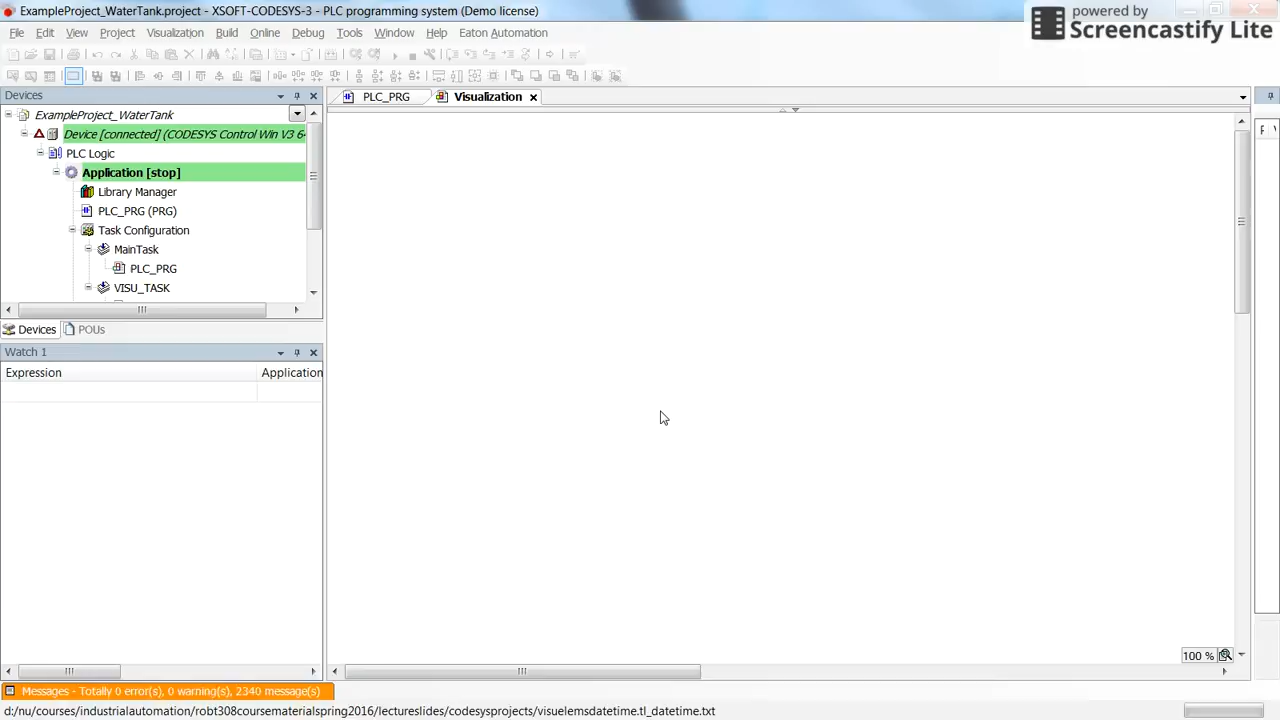 ExampleProject_WaterTank.project - XSOFT-CODESYS-3 - PLC programming system (Demo license)
powered by
Screencastify Lite
File Edit View Project Visualization Build Online Debug Tools Window Help Eaton Automation
Devices
PLC_PRG
Visualization
ExampleProject_WaterTank
Device [connected] (CODESYS Control Win V3 6
PLC Logic
Application [stop]
Library Manager
PLC_PRG (PRG)
Task Configuration
MainTask
PLC_PRG
VISU_TASK
Devices
POUs
Watch 1
Expression
Application
100 %
Messages - Totally 0 error(s), 0 warning(s), 2340 message(s)
d:/nu/courses/industrialautomation/robt308coursematerialspring2016/lectureslides/codesysprojects/visuelemsdatetime.tl_datetime.txt